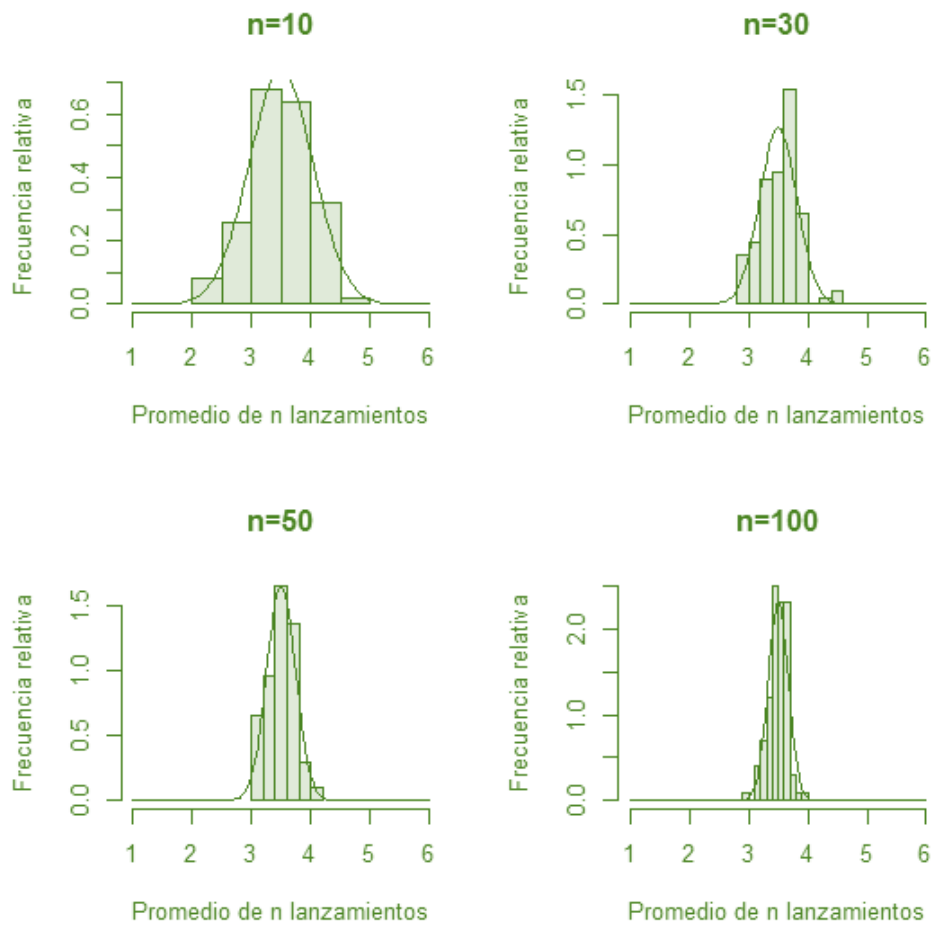 n=10
Frecuencia relativa
0.0 0.2 0.4 0.6
1 2 3 4 5 6
Promedio de n lanzamientos
n=30
Frecuencia relativa
0.0 0.5 1.0 1.5
1 2 3 4 5 6
Promedio de n lanzamientos
n=50
Frecuencia relativa
0.0 0.5 1.0 1.5
1 2 3 4 5 6
Promedio de n lanzamientos
n=100
Frecuencia relativa
0.0 1.0 2.0
1 2 3 4 5 6
Promedio de n lanzamientos